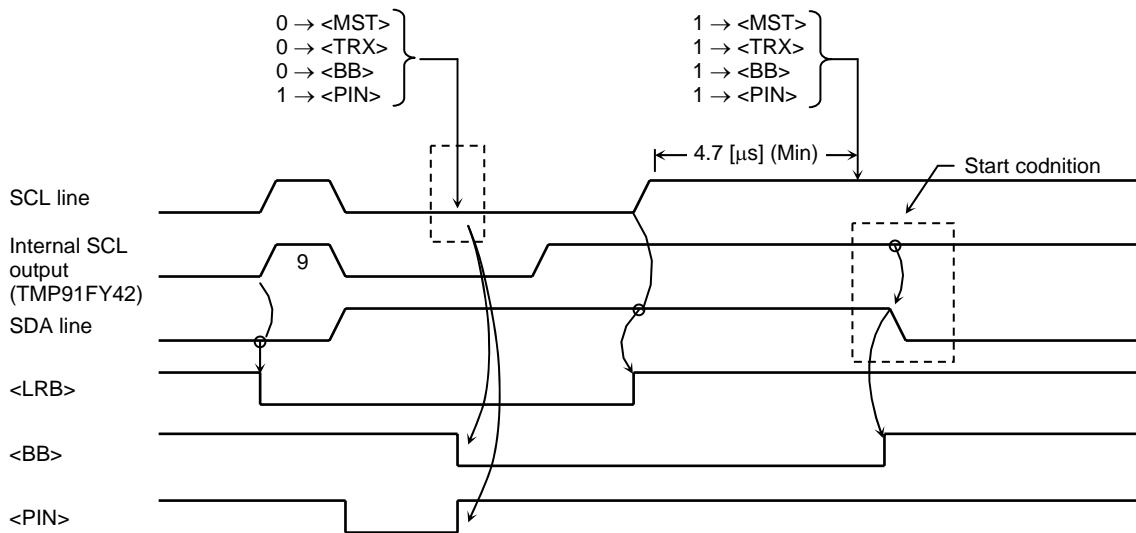 0 → <MST>
0 → <TRX>
0 → <BB>
1 → <PIN>
1 → <MST>
1 → <TRX>
1 → <BB>
1 → <PIN>
4.7 [μs] (Min)
Start codnition
SCL line
Internal SCL
output
(TMP91FY42)
9
SDA line
<LRB>
<BB>
<PIN>